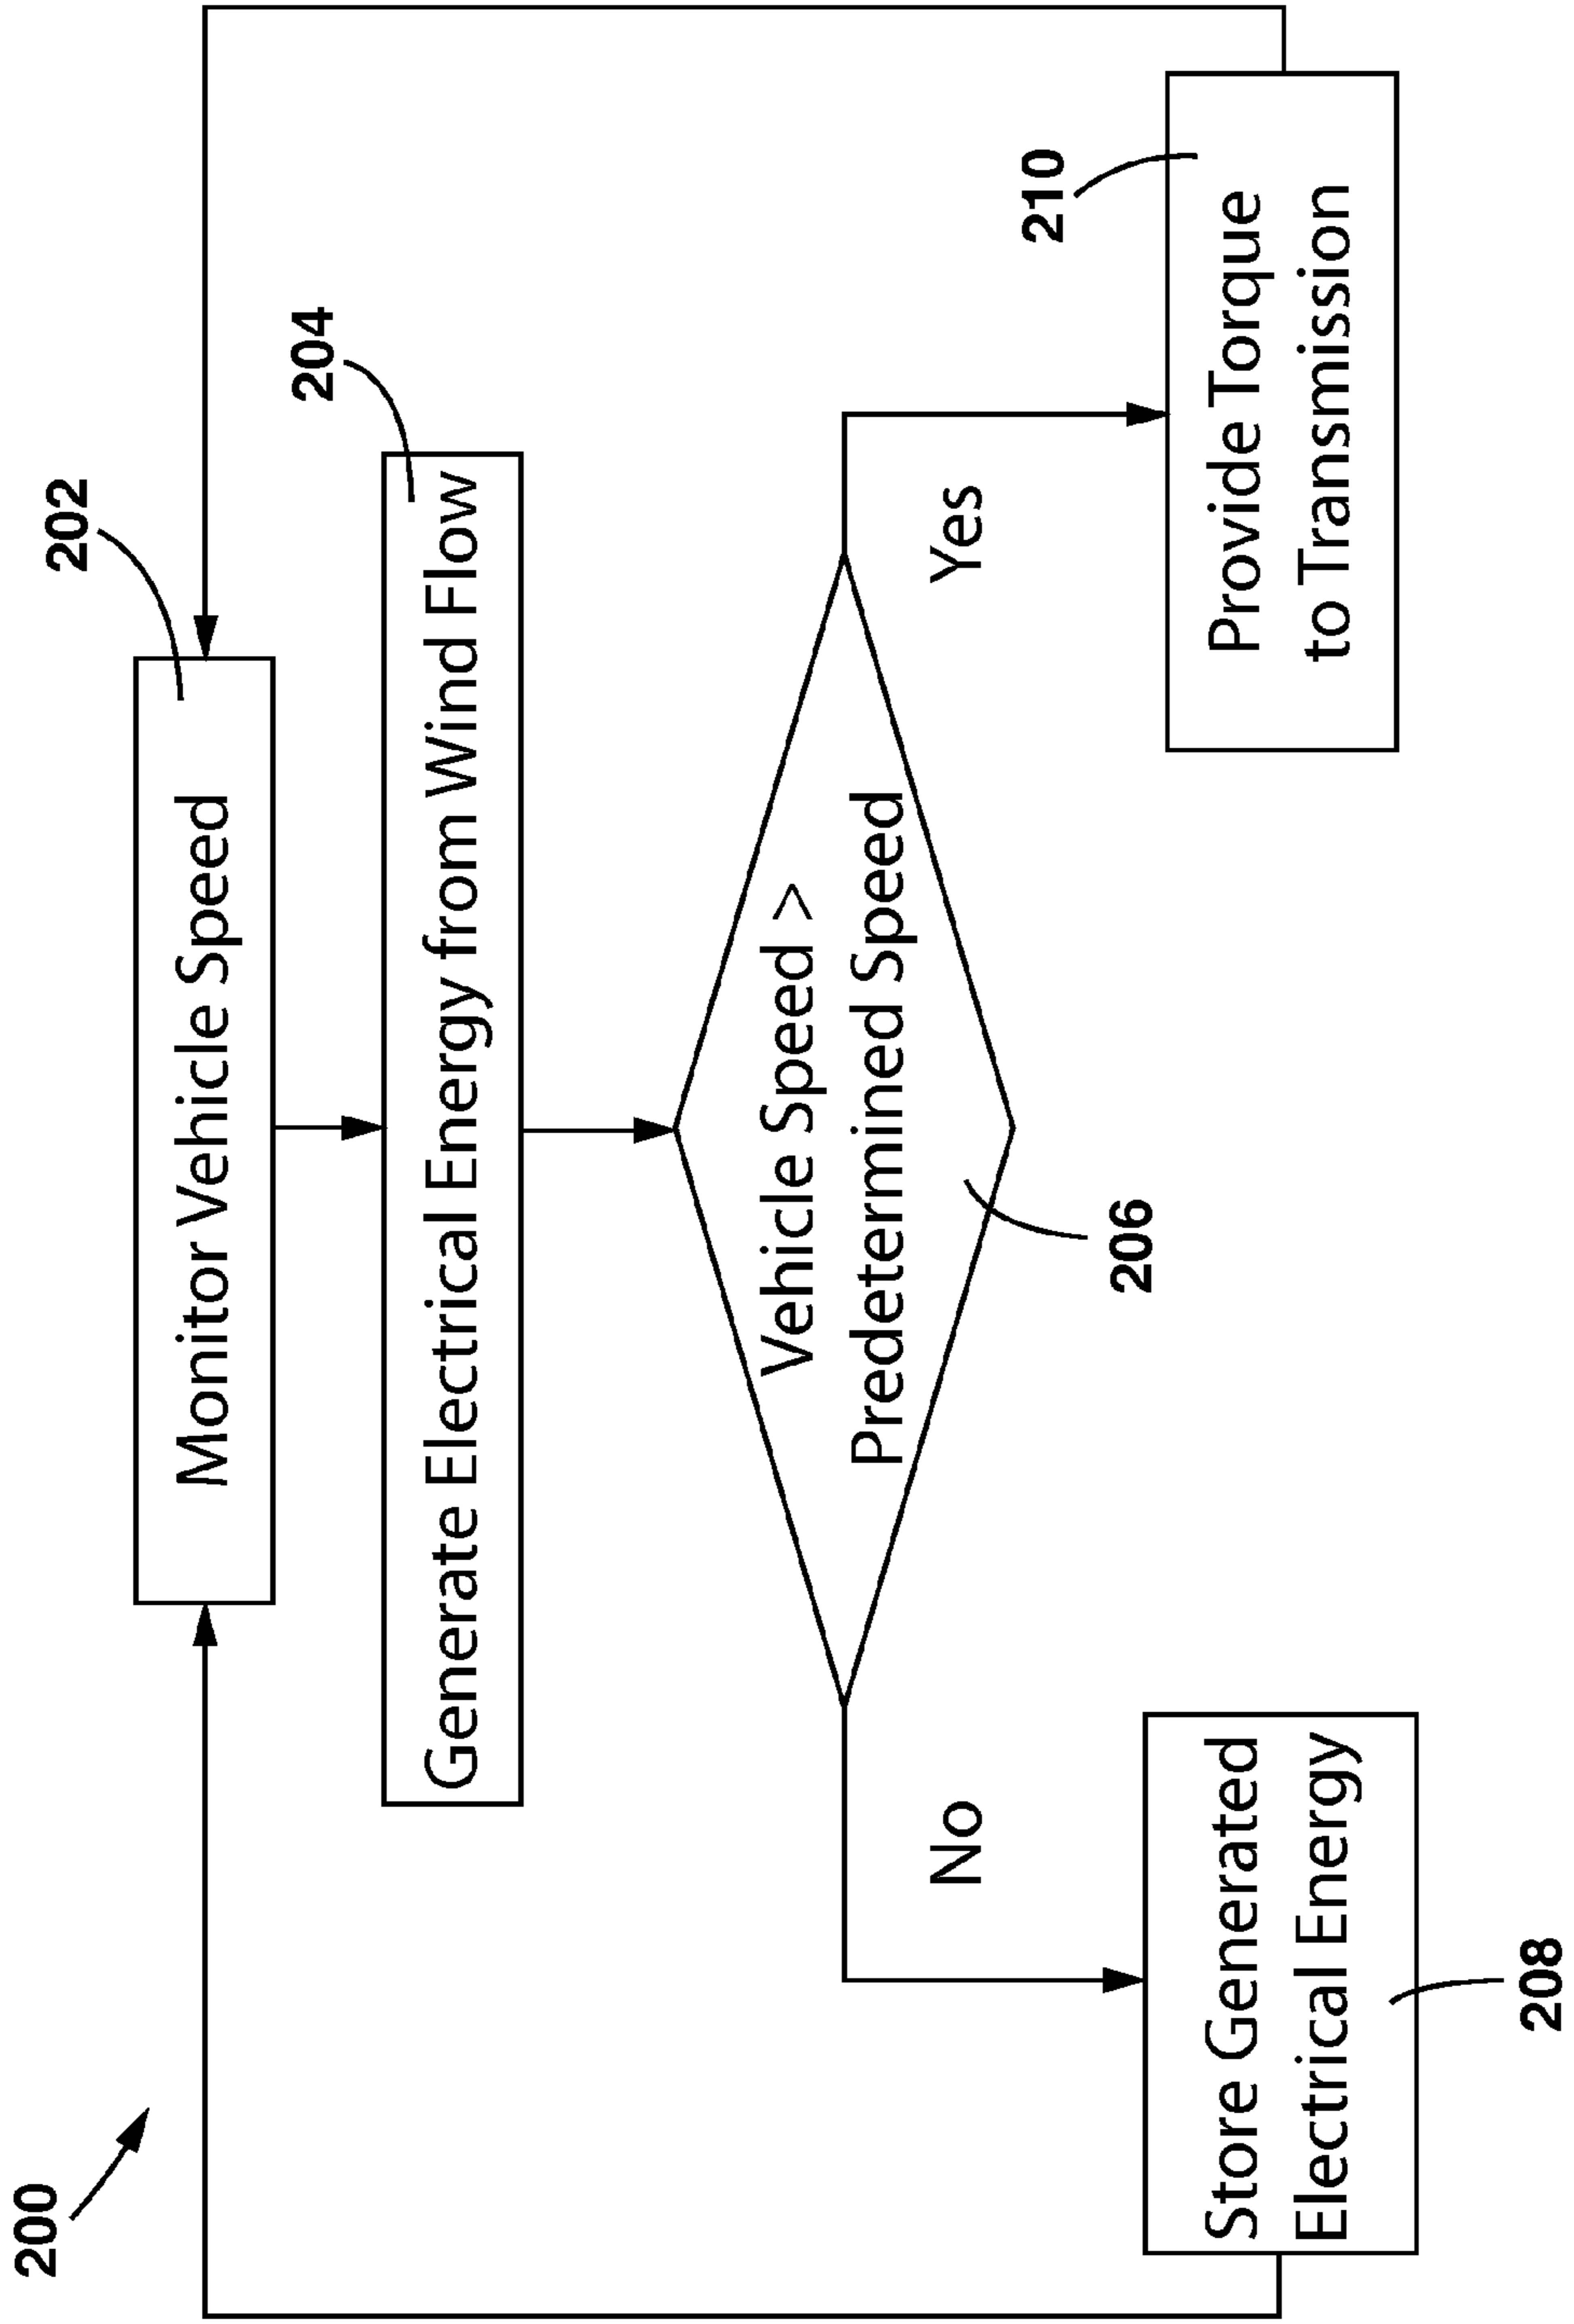 200
202
Monitor Vehicle Speed
204
Generate Electrical Energy from Wind Flow
Vehicle Speed >
Predetermined Speed
206
No
Yes
Store Generated
Electrical Energy
208
210
Provide Torque
to Transmission